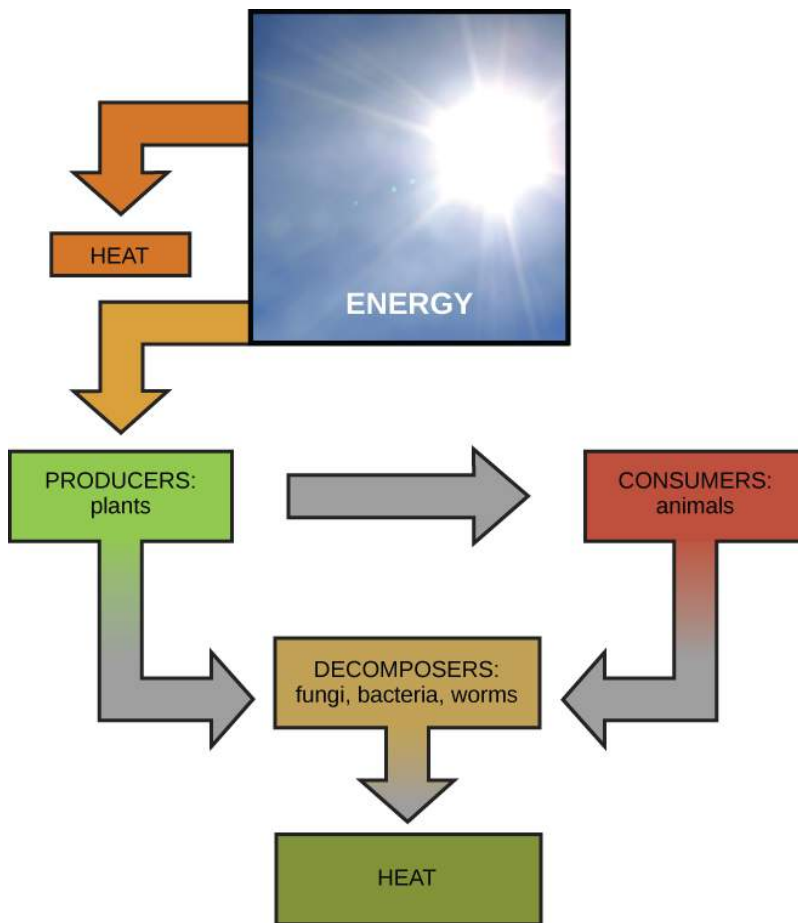 HEAT
ENERGY
PRODUCERS:
plants
CONSUMERS:
animals
DECOMPOSERS:
fungi, bacteria, worms
HEAT